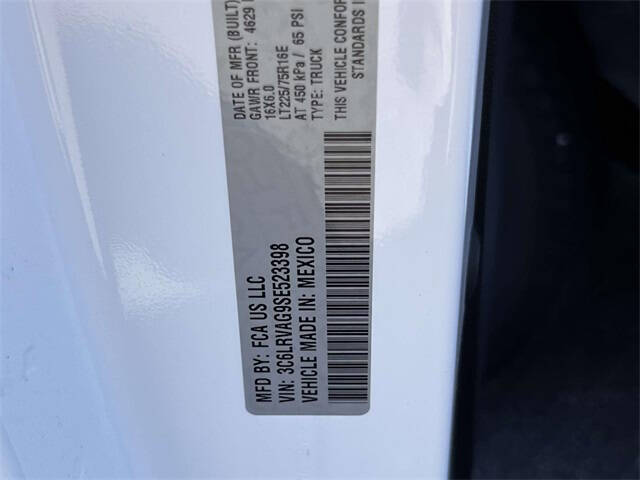 MFD BY: FCA US LLC
VIN: 3C6LRVAG9SE523398
VEHICLE MADE IN: MEXICO
DATE OF MFR (BUILT)
GAWR FRONT: 4629
16X6.0
LT225/75R16E
AT 450 kPa / 65 PSI
TYPE: TRUCK
THIS VEHICLE CONFOR
STANDARDS I